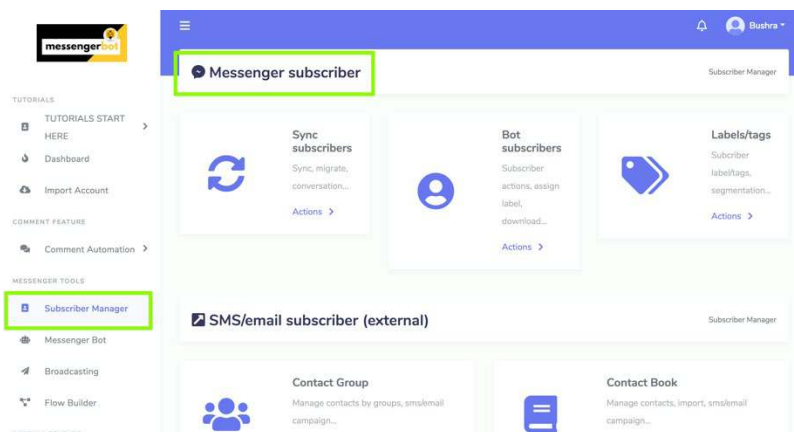 messengerbot
Bushra
Messenger subscriber
Subscriber Manager
TUTORIALS
TUTORIALS START
HERE
Dashboard
Import Account
COMMENT FEATURE
Comment Automation
MESSENGER TOOLS
Subscriber Manager
Messenger Bot
Broadcasting
Flow Builder
Sync
subscribers
Sync, migrate,
conversation...
Actions
Bot
subscribers
Subscriber
actions, assign
label,
download...
Actions
Labels/tags
Subcriber
label/tags,
segmentation...
Actions
SMS/email subscriber (external)
Subscriber Manager
Contact Group
Manage contacts by groups, sms/email
campaign...
Contact Book
Manage contacts, import, sms/email
campaign...